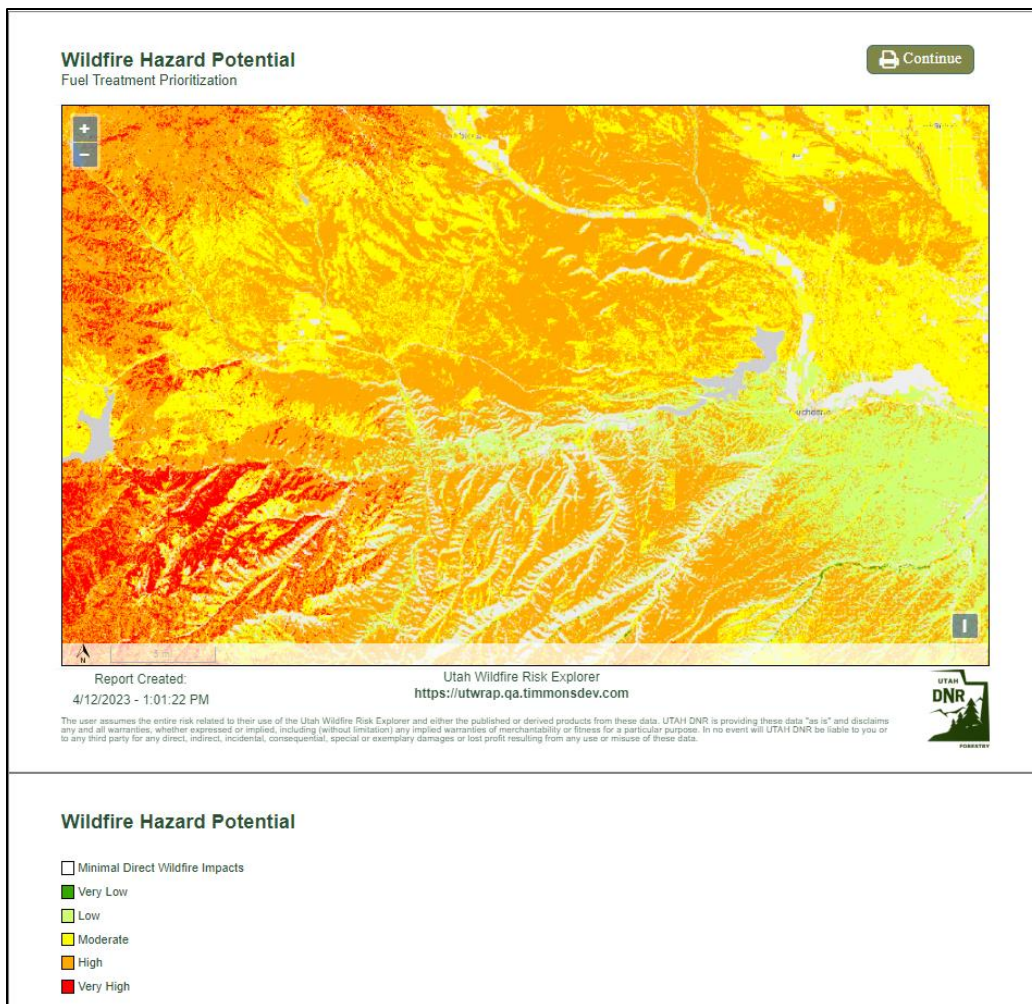 Wildfire Hazard Potential
Fuel Treatment Prioritization
Continue
+
−
N
Report Created:
4/12/2023 - 1:01:22 PM
Utah Wildfire Risk Explorer
https://utwrap.qa.timmonsdev.com
UTAH
DNR
FORESTRY
The user assumes the entire risk related to their use of the Utah Wildfire Risk Explorer and either the published or derived products from these data. UTAH DNR is providing these data "as is" and disclaims
any and all warranties, whether expressed or implied, including (without limitation) any implied warranties of merchantability or fitness for a particular purpose. In no event will UTAH DNR be liable to you or
to any third party for any direct, indirect, incidental, consequential, special or exemplary damages or lost profit resulting from any use or misuse of these data.
Wildfire Hazard Potential
Minimal Direct Wildfire Impacts
Very Low
Low
Moderate
High
Very High